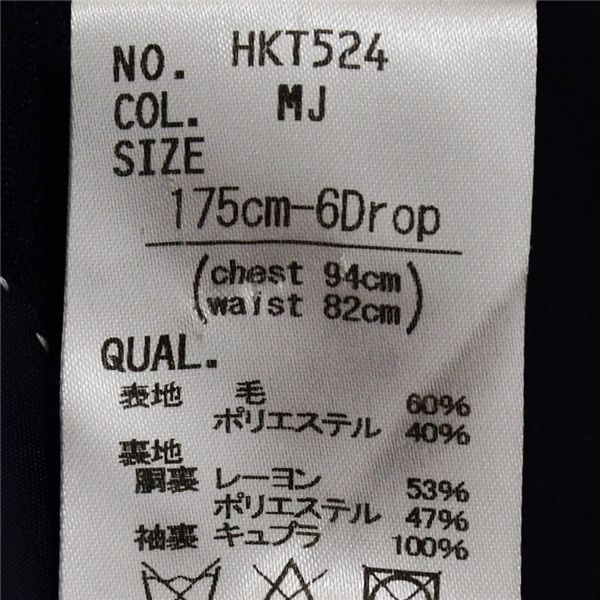 NO. HKT524
COL. MJ
SIZE
175cm-6Drop
(chest 94cm
waist 82cm)
QUAL.
表地 毛 60%
ポリエステル 40%
裏地
胴裏 レーヨン 53%
ポリエステル 47%
袖裏 キュプラ 100%